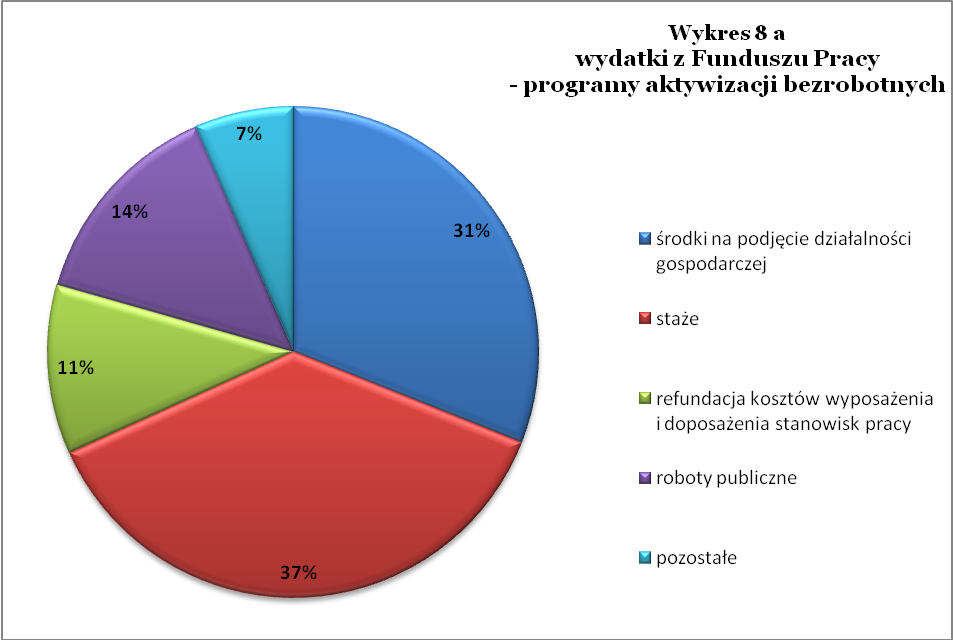 Wykres 8 a
wydatki z Funduszu Pracy
- programy aktywizacji bezrobotnych
7%
14%
31%
11%
37%
środki na podjęcie działalności
gospodarczej
staże
refundacja kosztów wyposażenia
i doposażenia stanowisk pracy
roboty publiczne
pozostałe